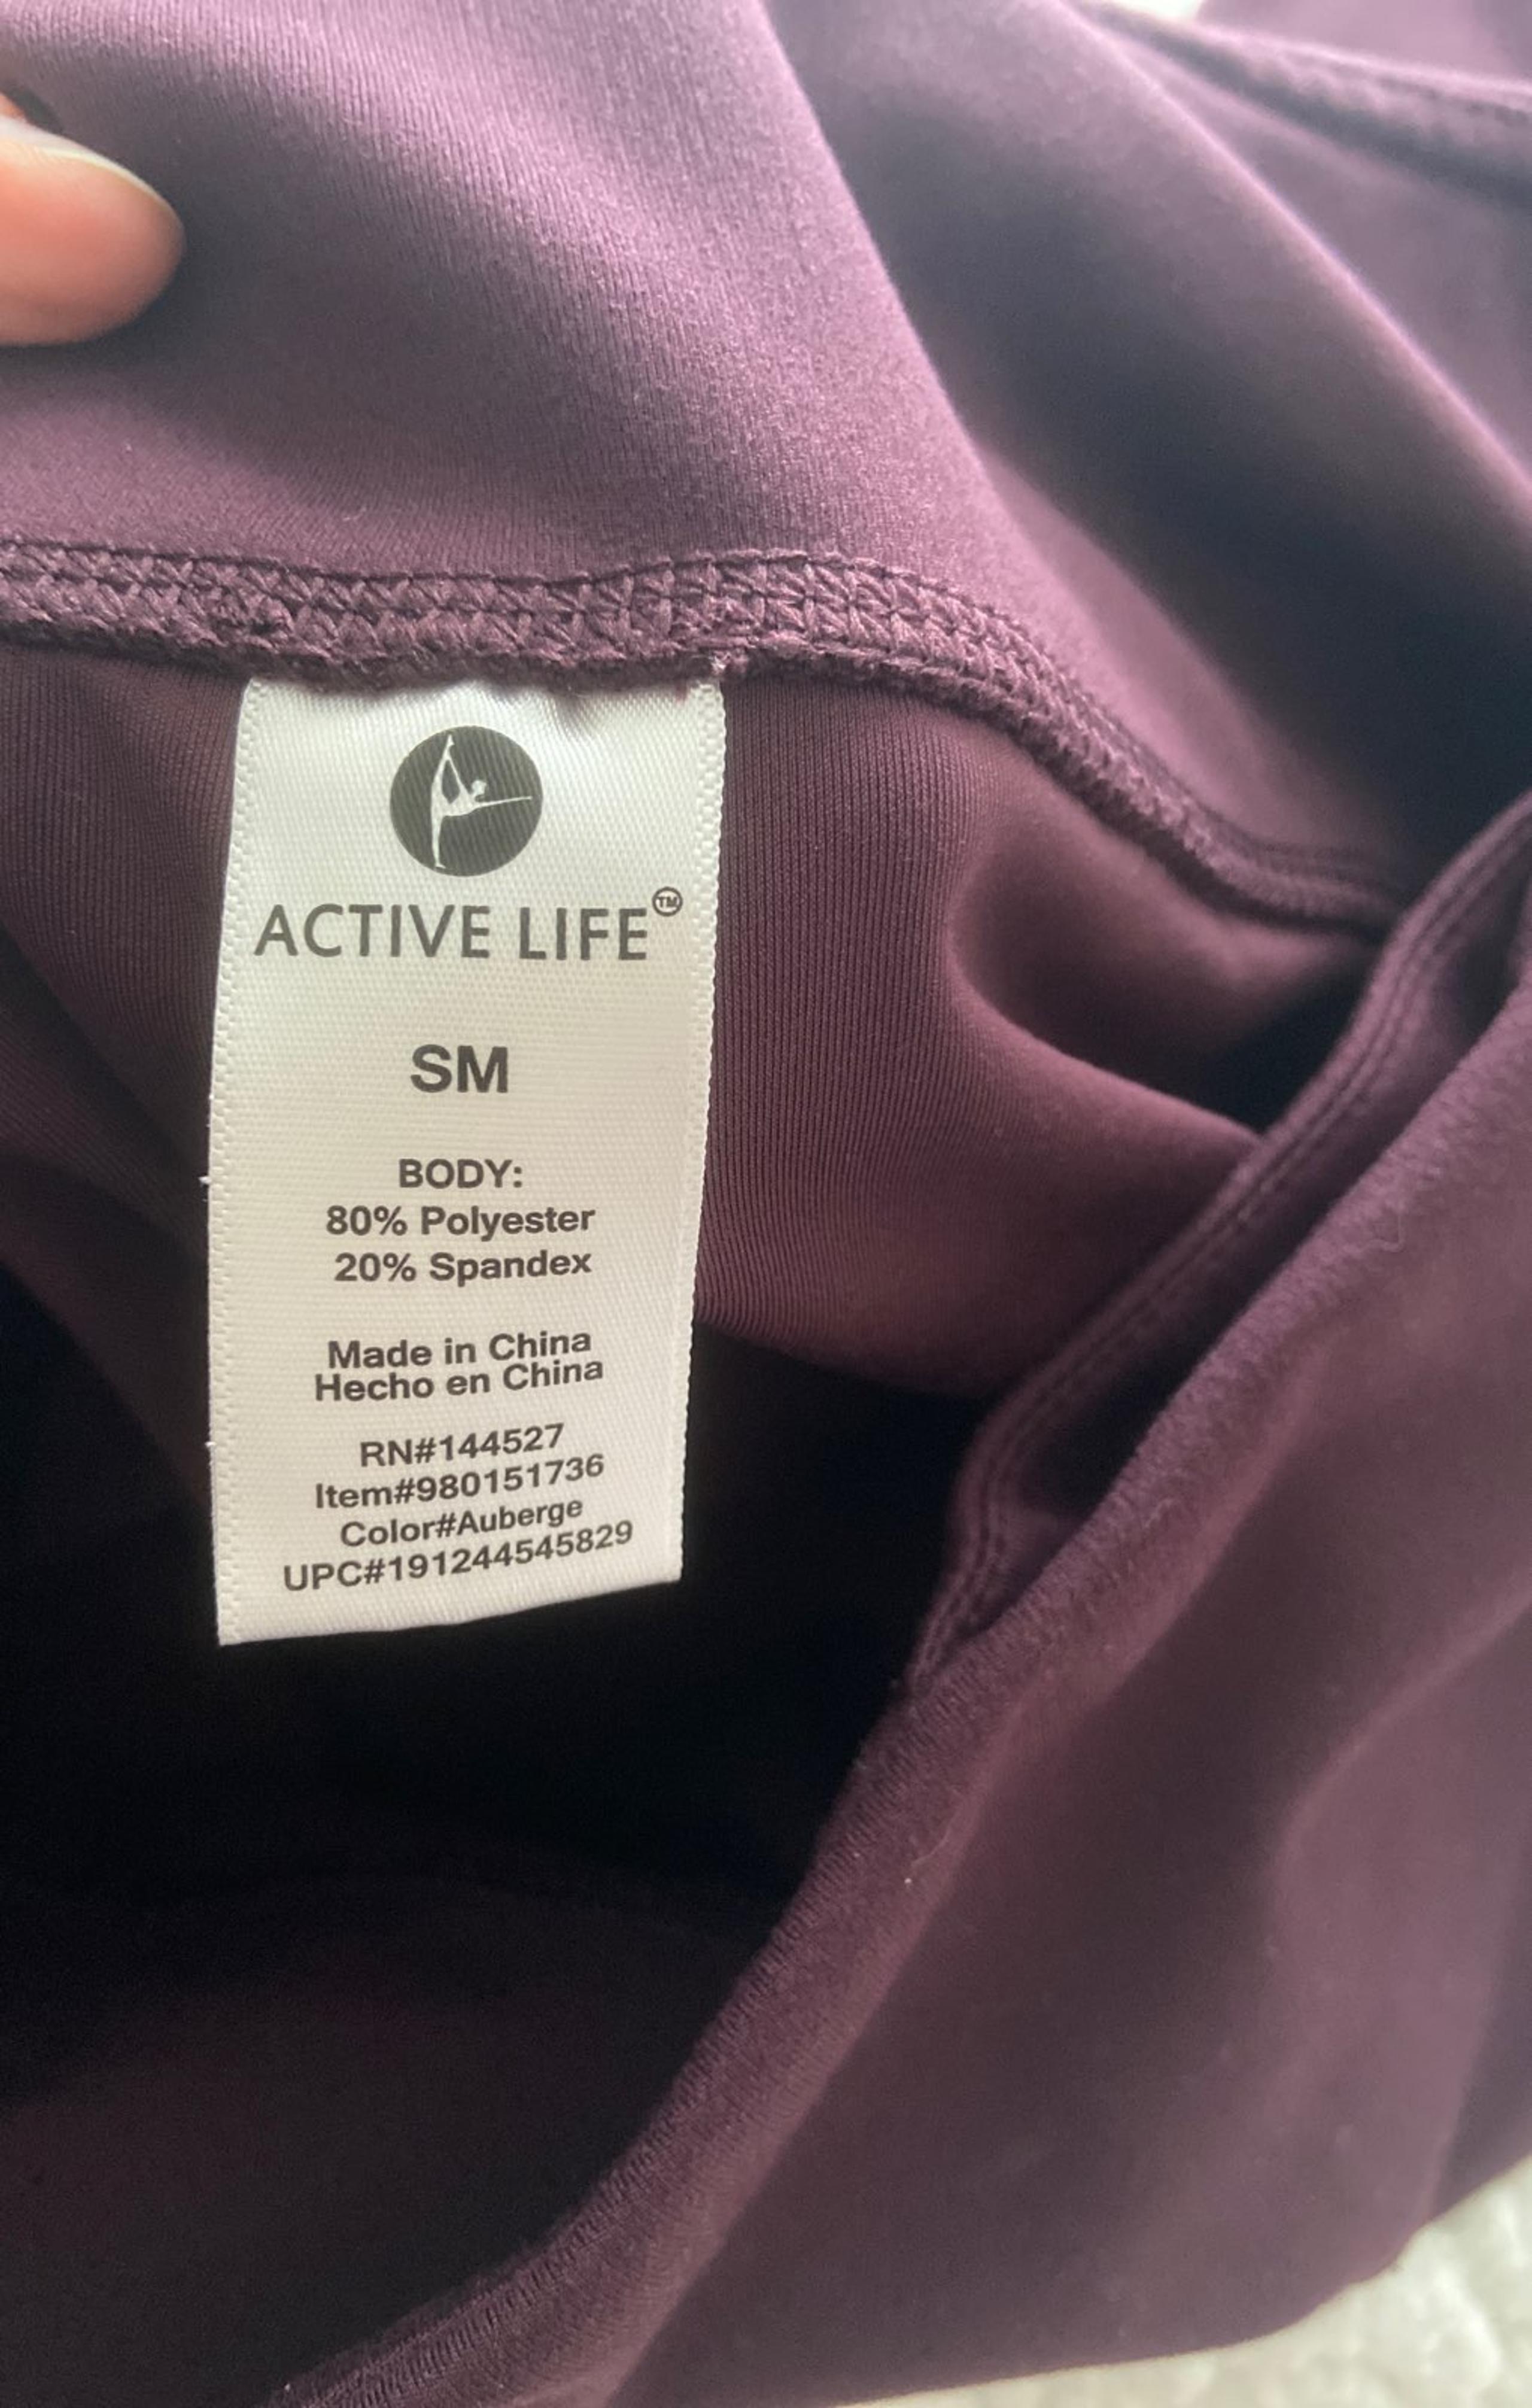 ACTIVE LIFE™
SM
BODY:
80% Polyester
20% Spandex
Made in China
Hecho en China
RN#144527
Item#980151736
Color#Auberge
UPC#191244545829